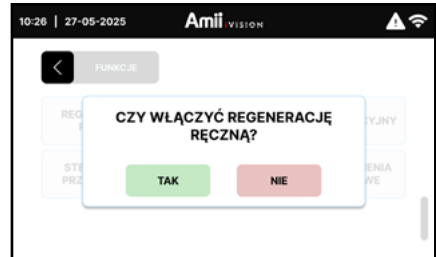 10:26 | 27-05-2025
Amii VISION
FUNKCJE
CZY WŁĄCZYĆ REGENERACJĘ
RĘCZNĄ?
TAK
NIE